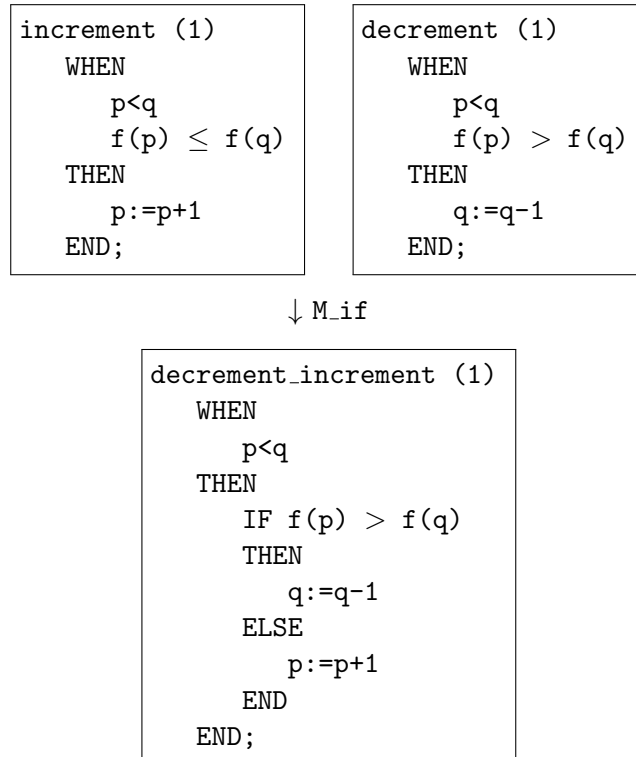 increment (1)
WHEN
p<q
f(p) ≤ f(q)
THEN
p:=p+1
END;
decrement (1)
WHEN
p<q
f(p) > f(q)
THEN
q:=q-1
END;
↓ M_if
decrement_increment (1)
WHEN
p<q
THEN
IF f(p) > f(q)
THEN
q:=q-1
ELSE
p:=p+1
END
END;